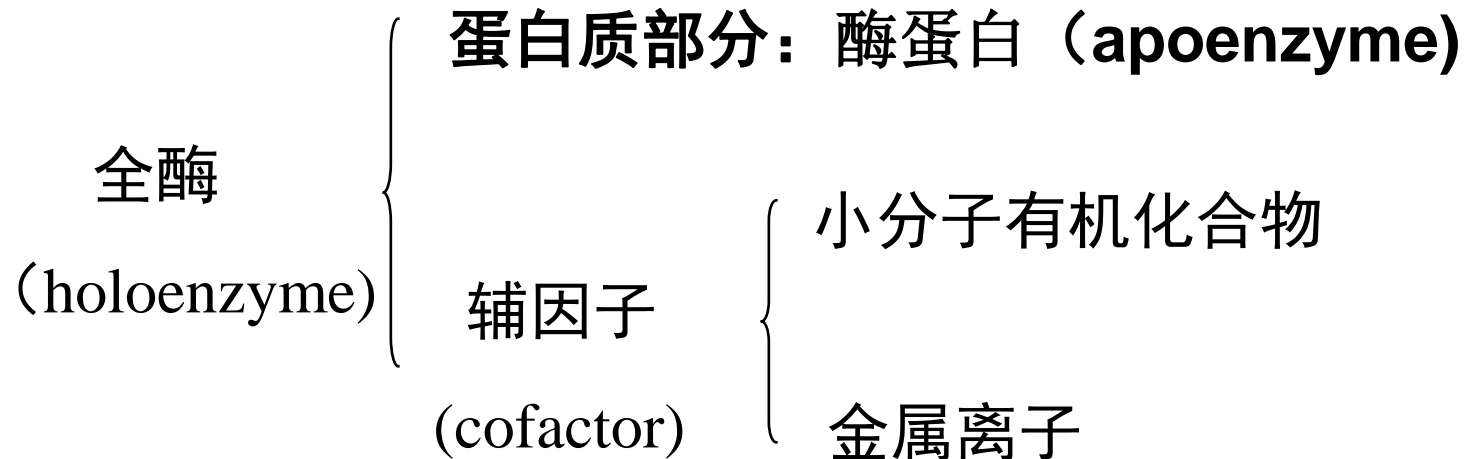 蛋白质部分：酶蛋白（apoenzyme)
全酶
（holoenzyme)
小分子有机化合物
辅因子
(cofactor)
金属离子